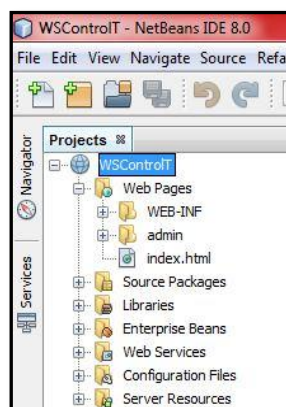 WSControlT - NetBeans IDE 8.0
File Edit View Navigate Source Refa
Projects
Navigator
Services
WSControlT
Web Pages
WEB-INF
admin
index.html
Source Packages
Libraries
Enterprise Beans
Web Services
Configuration Files
Server Resources